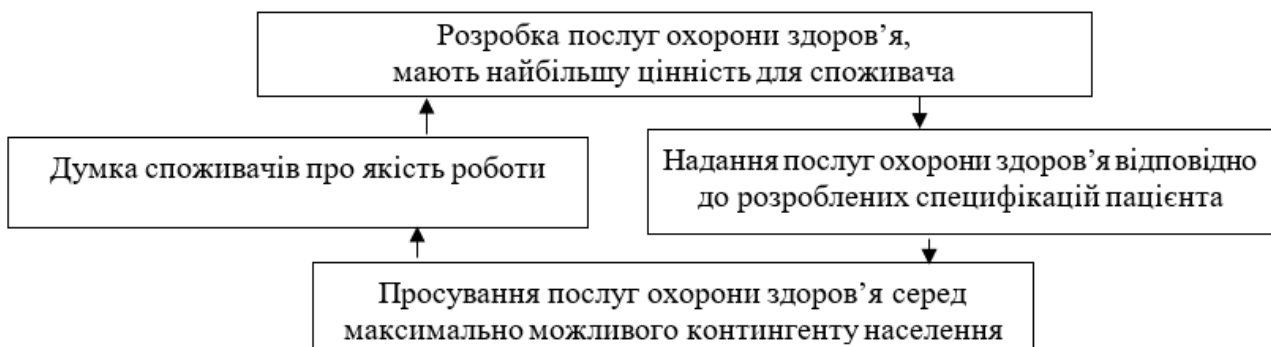 Розробка послуг охорони здоров’я,
мають найбільшу цінність для споживача
Думка споживачів про якість роботи
Надання послуг охорони здоров’я відповідно
до розроблених специфікацій пацієнта
Просування послуг охорони здоров’я серед
максимально можливого контингенту населення